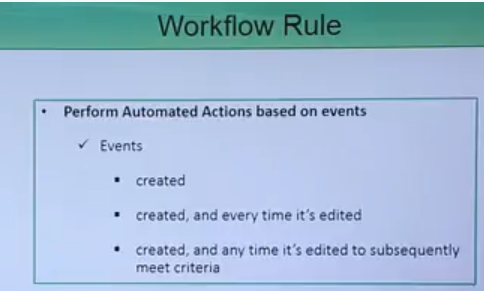 Workflow Rule
• Perform Automated Actions based on events
✓ Events
▪ created
▪ created, and every time it's edited
▪ created, and any time it's edited to subsequently
meet criteria